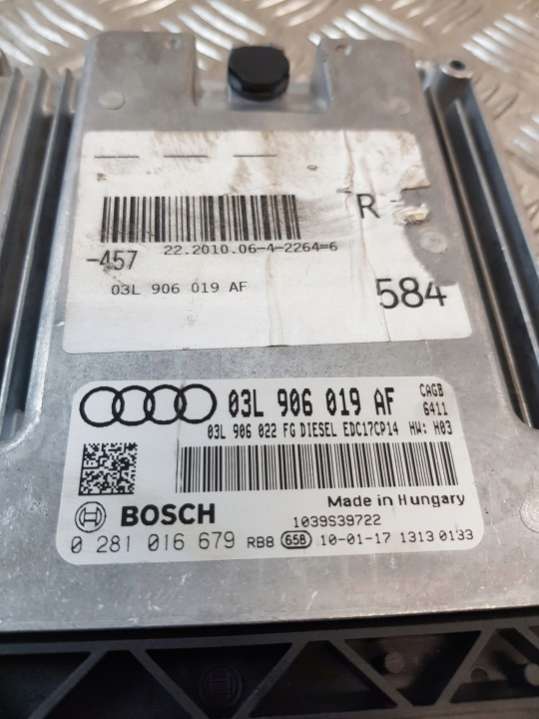 R
22.2010.06-4-2264=6
-457
03L 906 019 AF
584
03L 906 019 AF CAGB
6411
03L 906 022 FG DIESEL EDC17CP14 HW: H03
Made in Hungary
BOSCH
1039S39722
0 281 016 679 RBB 658 10-01-17 1313 0133
BOSCH